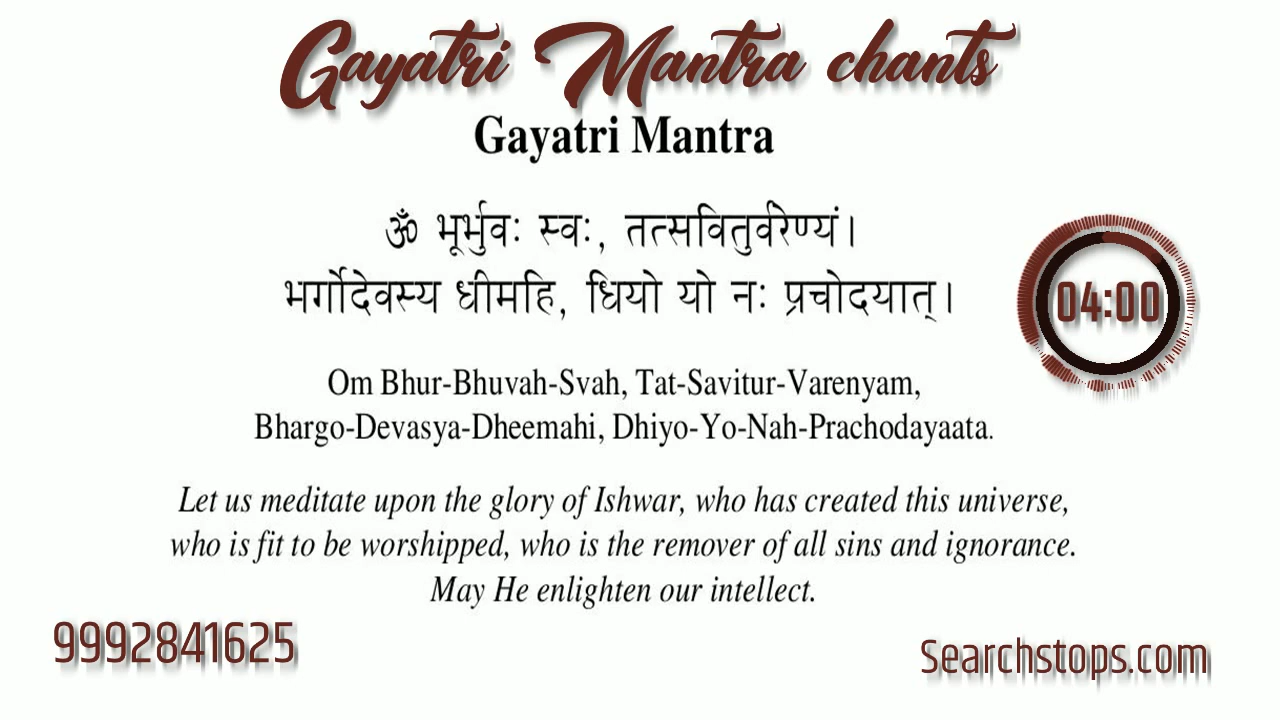 Gayatri Mantra chants
Gayatri Mantra
ॐ भूर्भुवः स्वः, तत्सवितुर्वरेण्यं।
भर्गोदेवस्य धीमहि, धियो यो नः प्रचोदयात्।
04:00
Om Bhur-Bhuvah-Svah, Tat-Savitur-Varenyam,
Bhargo-Devasya-Dheemahi, Dhiyo-Yo-Nah-Prachodayaata.
Let us meditate upon the glory of Ishwar, who has created this universe,
who is fit to be worshipped, who is the remover of all sins and ignorance.
May He enlighten our intellect.
9992841625
Searchstops.com